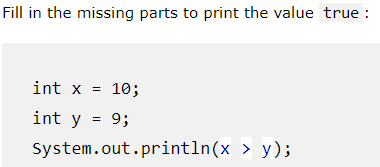 Fill in the missing parts to print the value true :
int x = 10;
int y = 9;
System.out.println(x > y);